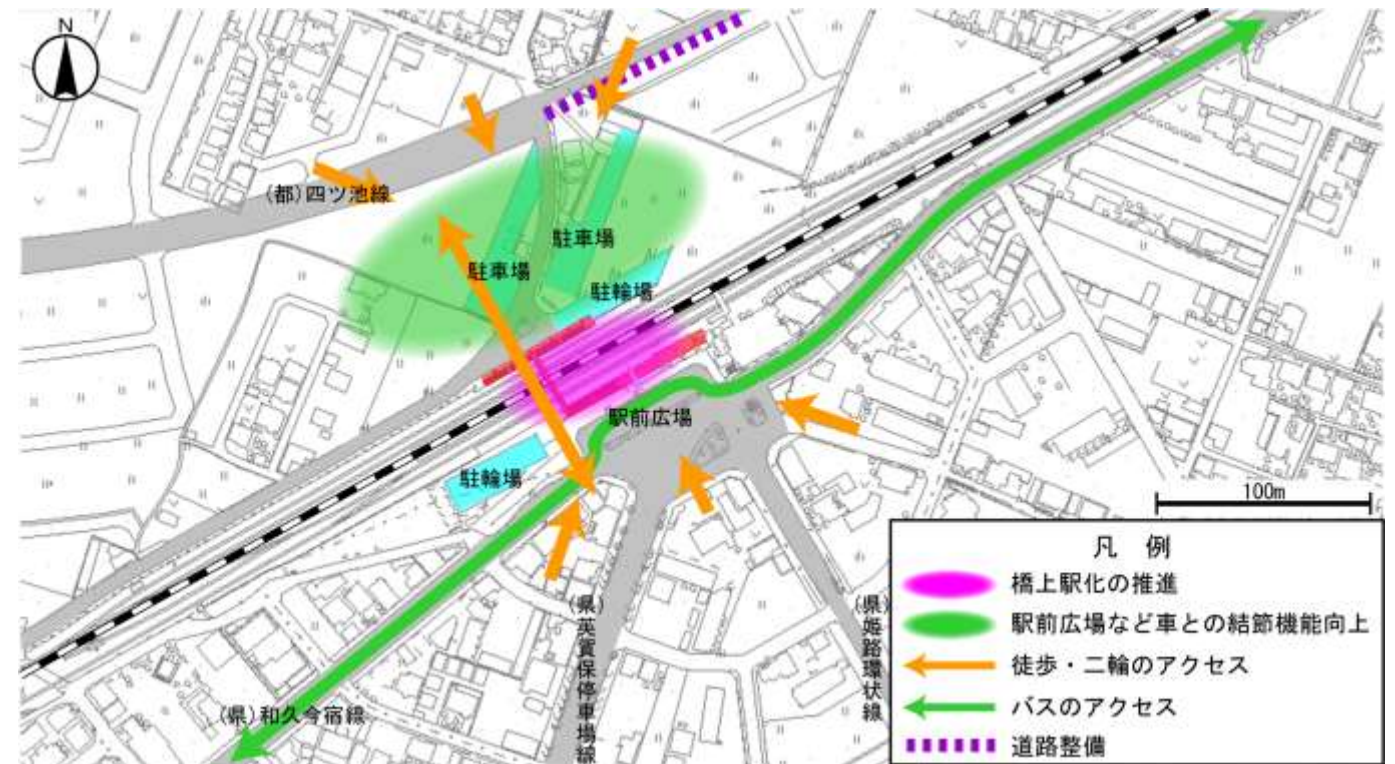 N
(都)四ツ池線
駐車場
駐車場
駐輪場
駅前広場
駐輪場
100m
(県)和久今宿線
(県)英賀保停車場線
(県)姫路環状線
凡 例
橋上駅化の推進
駅前広場など車との結節機能向上
徒歩・二輪のアクセス
バスのアクセス
道路整備